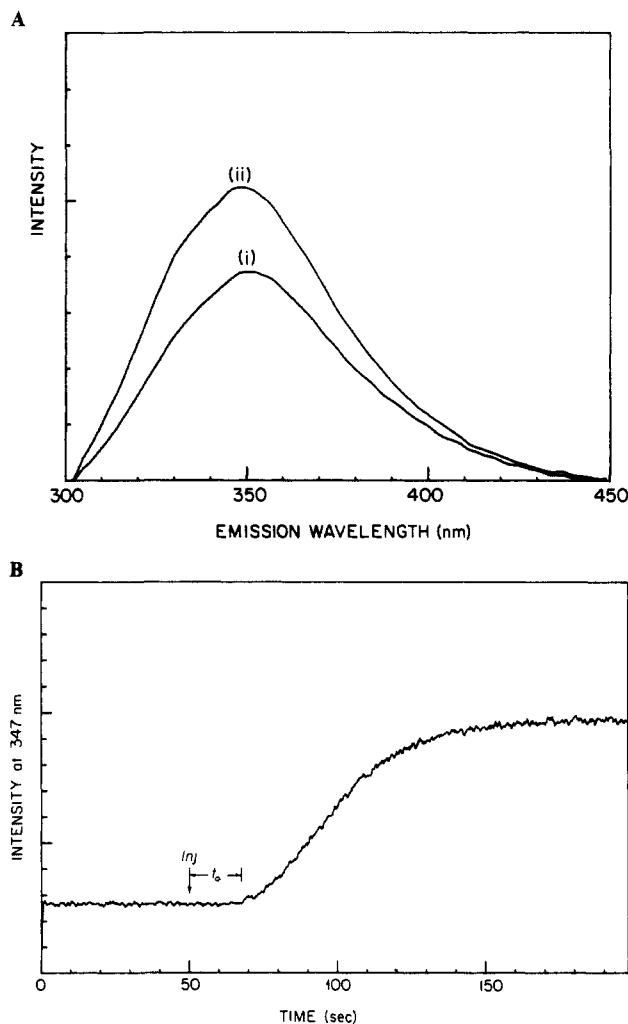 A
INTENSITY
(ii)
(i)
300 350 400 450
EMISSION WAVELENGTH (nm)
B
INTENSITY at 347 nm
Inj
tₐ
0 50 100 150
TIME (sec)